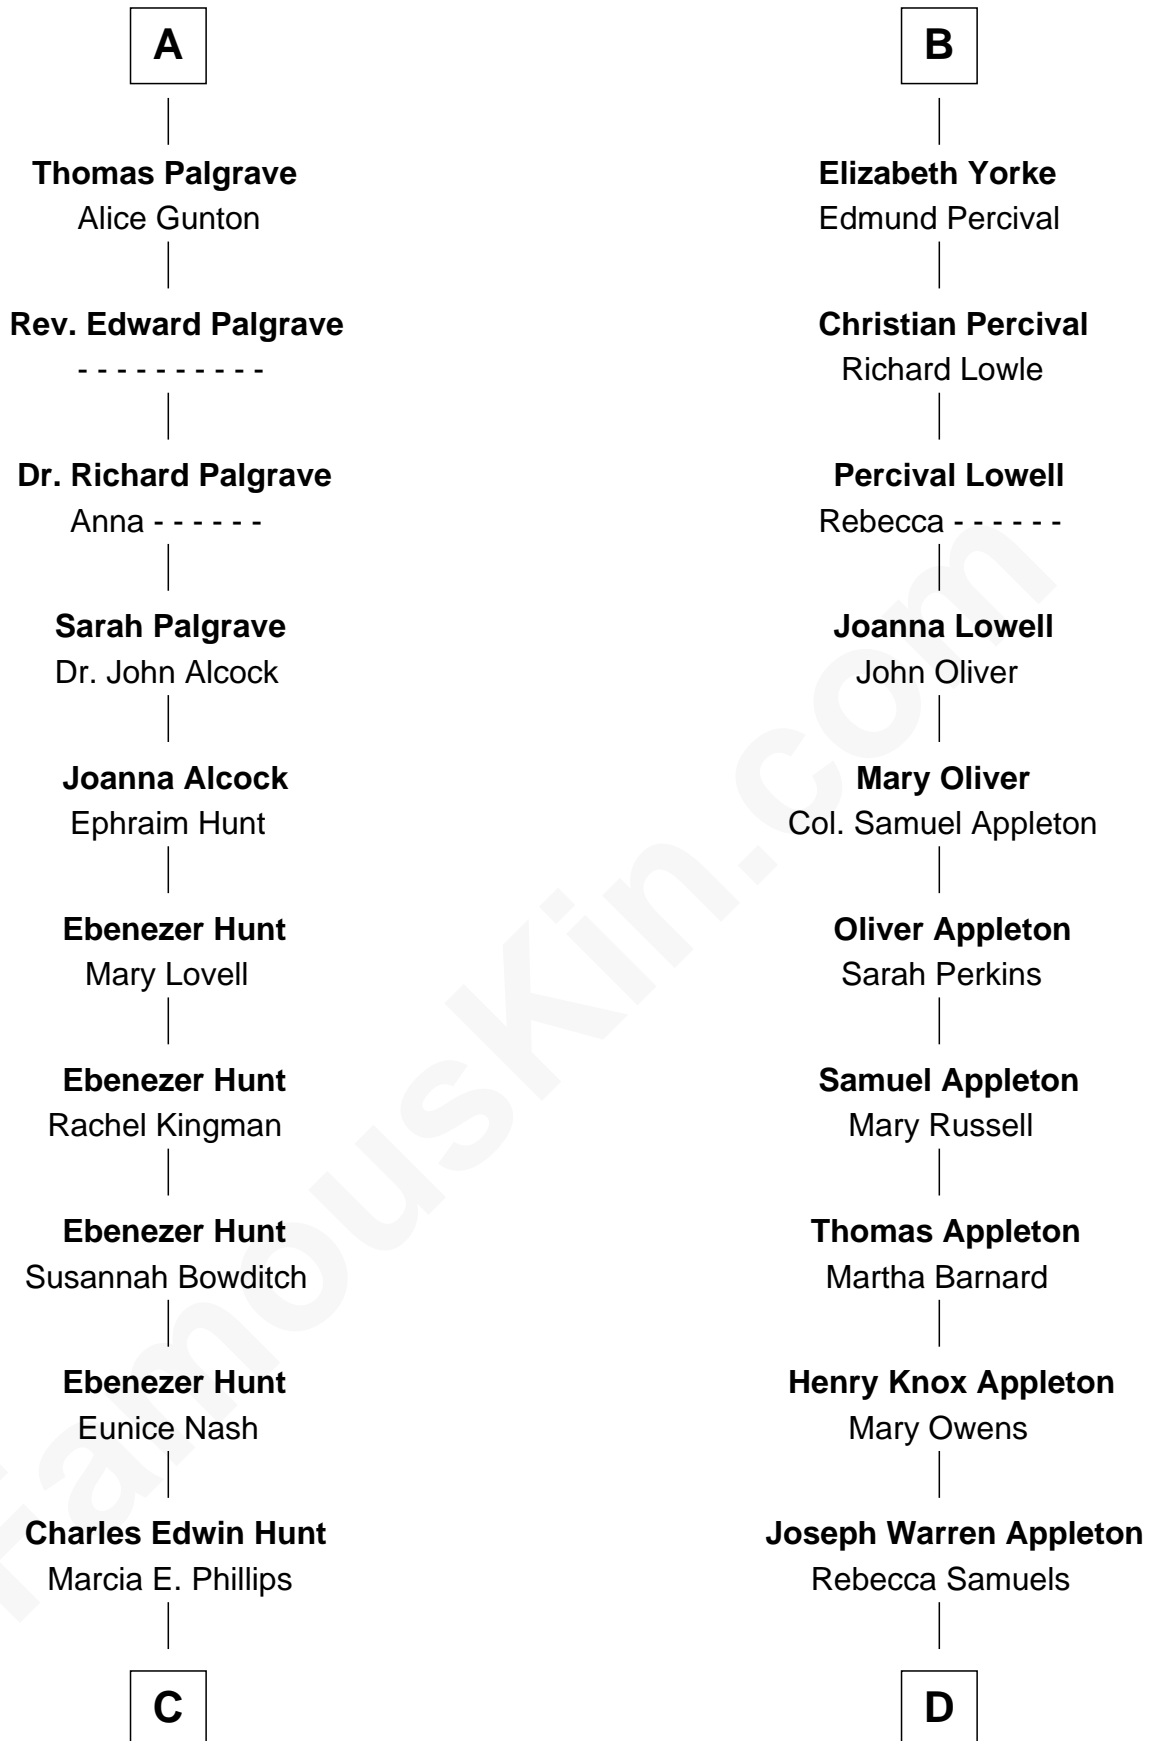 A
Thomas Palgrave
Alice Gunton
Rev. Edward Palgrave
- - - - - - - - - -
Dr. Richard Palgrave
Anna - - - - - -
Sarah Palgrave
Dr. John Alcock
Joanna Alcock
Ephraim Hunt
Ebenezer Hunt
Mary Lovell
Ebenezer Hunt
Rachel Kingman
Ebenezer Hunt
Susannah Bowditch
Ebenezer Hunt
Eunice Nash
Charles Edwin Hunt
Marcia E. Phillips
C
B
Elizabeth Yorke
Edmund Percival
Christian Percival
Richard Lowle
Percival Lowell
Rebecca - - - - - -
Joanna Lowell
John Oliver
Mary Oliver
Col. Samuel Appleton
Oliver Appleton
Sarah Perkins
Samuel Appleton
Mary Russell
Thomas Appleton
Martha Barnard
Henry Knox Appleton
Mary Owens
Joseph Warren Appleton
Rebecca Samuels
D
FamousKin.com